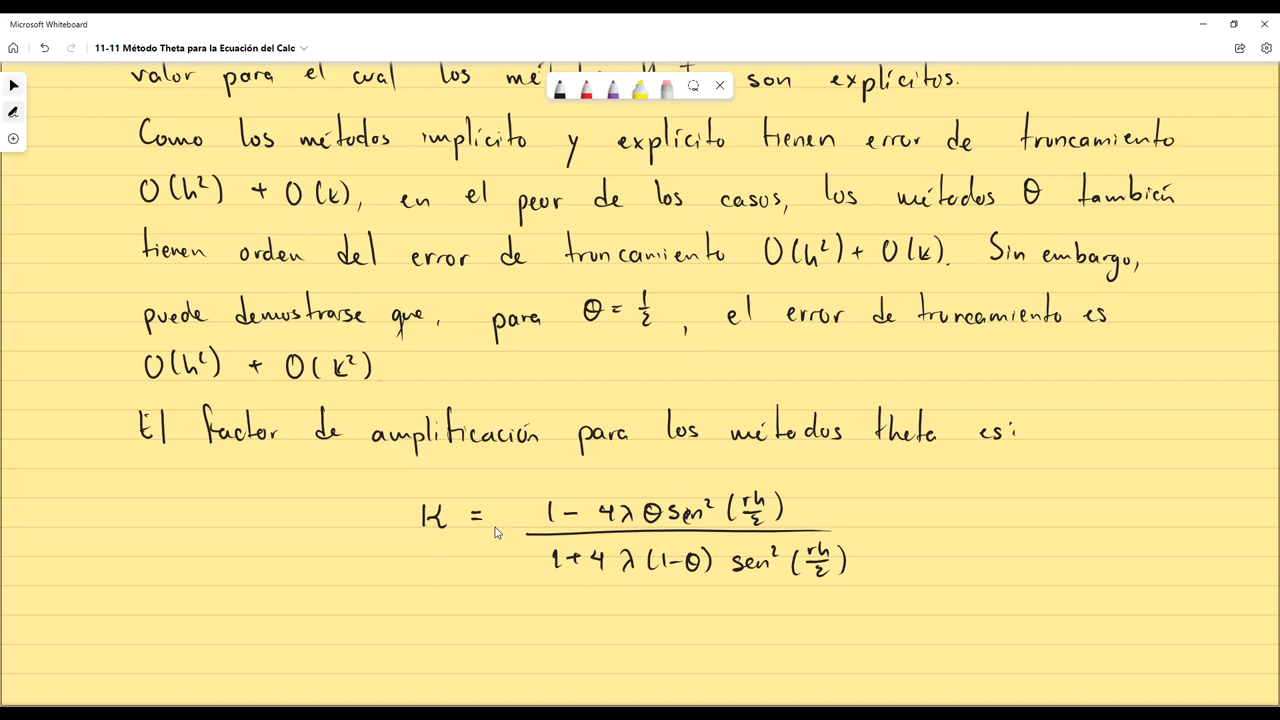 Microsoft Whiteboard
11-11 Método Theta para la Ecuación del Calc
valor para el cual los son explícitos.
Como los métodos implícito y explícito tienen error de truncamiento
O(h²) + O(k), en el peor de los casos, los métodos θ también
tienen orden del error de truncamiento O(h²) + O(k). Sin embargo,
puede demostrarse que, para θ = 1/2, el error de truncamiento es
O(h²) + O(k²)
El factor de amplificación para los métodos theta es:
K = (1 - 4λθ sen²(rh/2)) / (1 + 4λ(1-θ) sen²(rh/2))